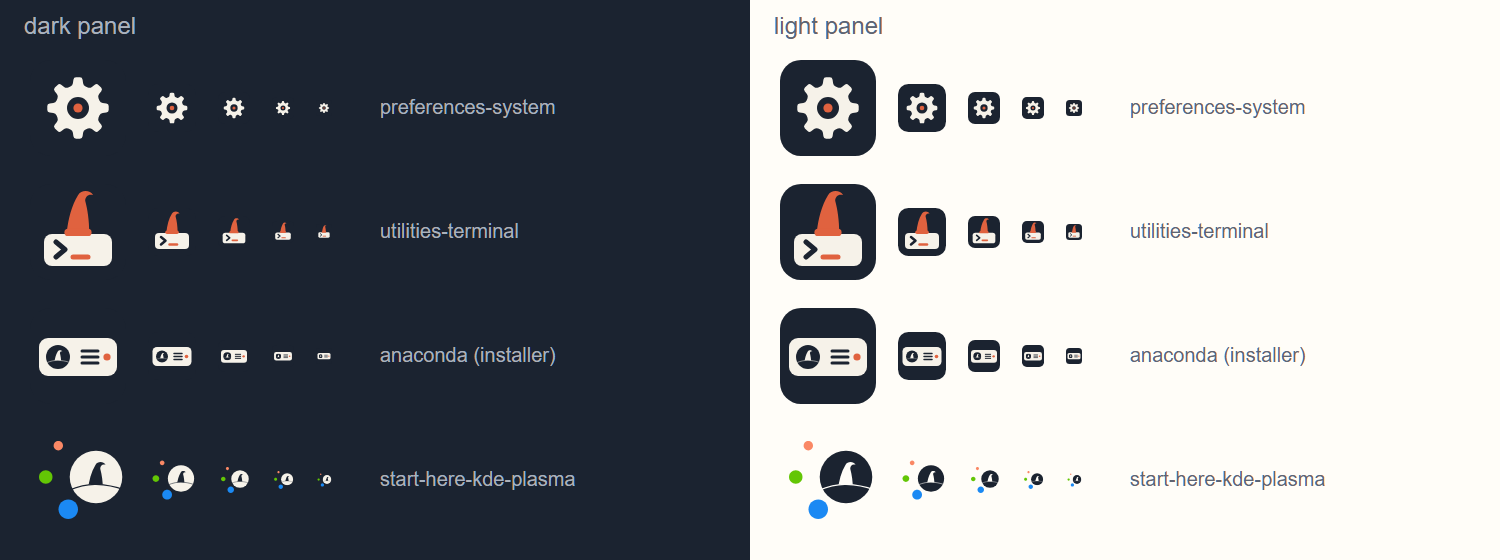 dark panel
preferences-system
utilities-terminal
anaconda (installer)
start-here-kde-plasma
light panel
preferences-system
utilities-terminal
anaconda (installer)
start-here-kde-plasma